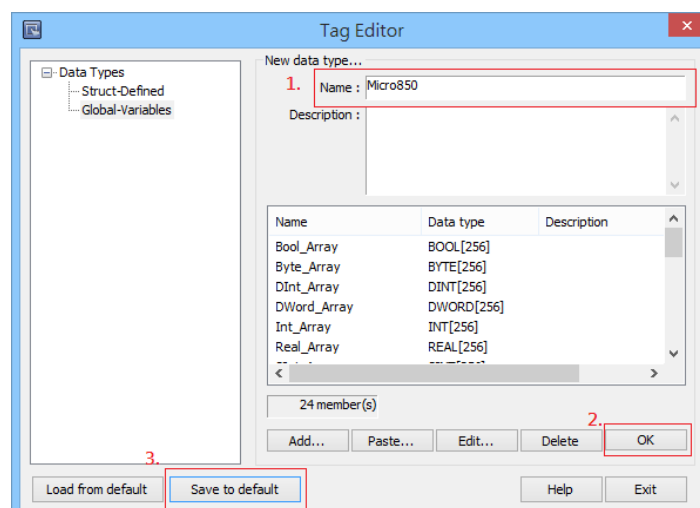 Tag Editor
×
Data Types
Struct-Defined
Global-Variables
New data type...
1. Name : Micro850
Description :
Name Data type Description
Bool_Array BOOL[256]
Byte_Array BYTE[256]
DInt_Array DINT[256]
DWord_Array DWORD[256]
Int_Array INT[256]
Real_Array REAL[256]
24 member(s)
2.
Add... Paste... Edit... Delete OK
3.
Load from default Save to default Help Exit